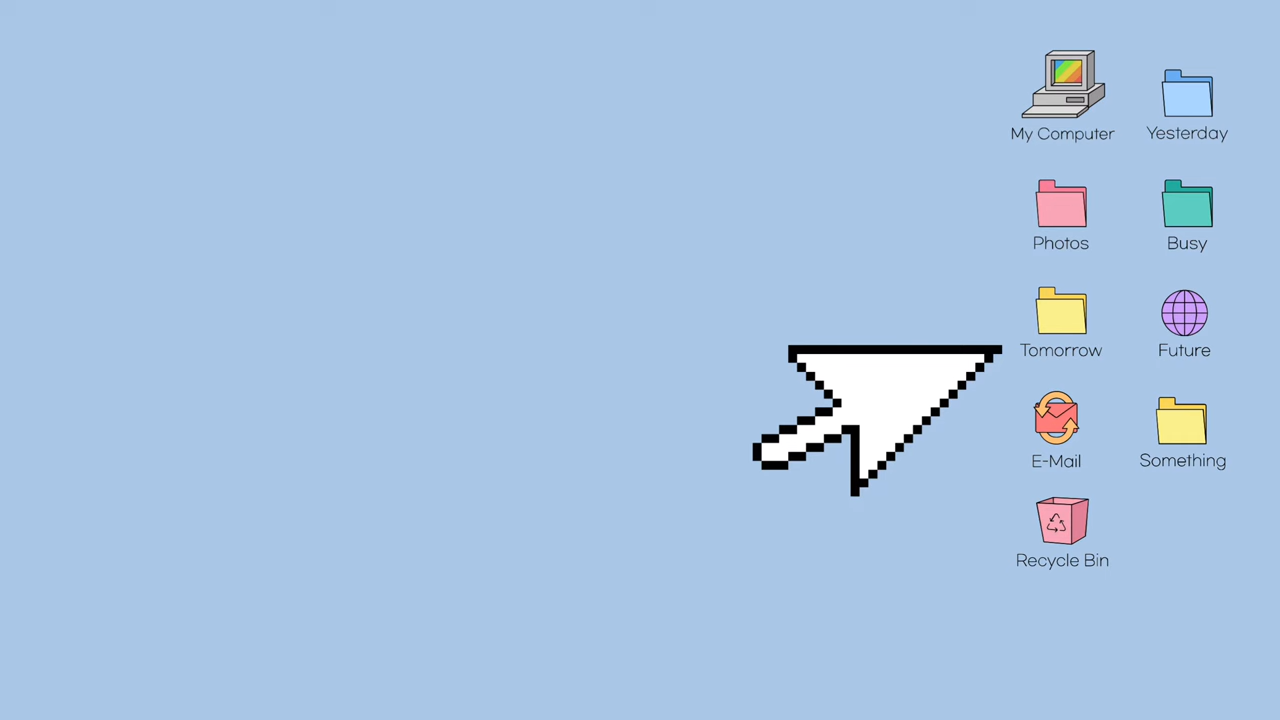 My Computer
Yesterday
Photos
Busy
Tomorrow
Future
E-Mail
Something
Recycle Bin